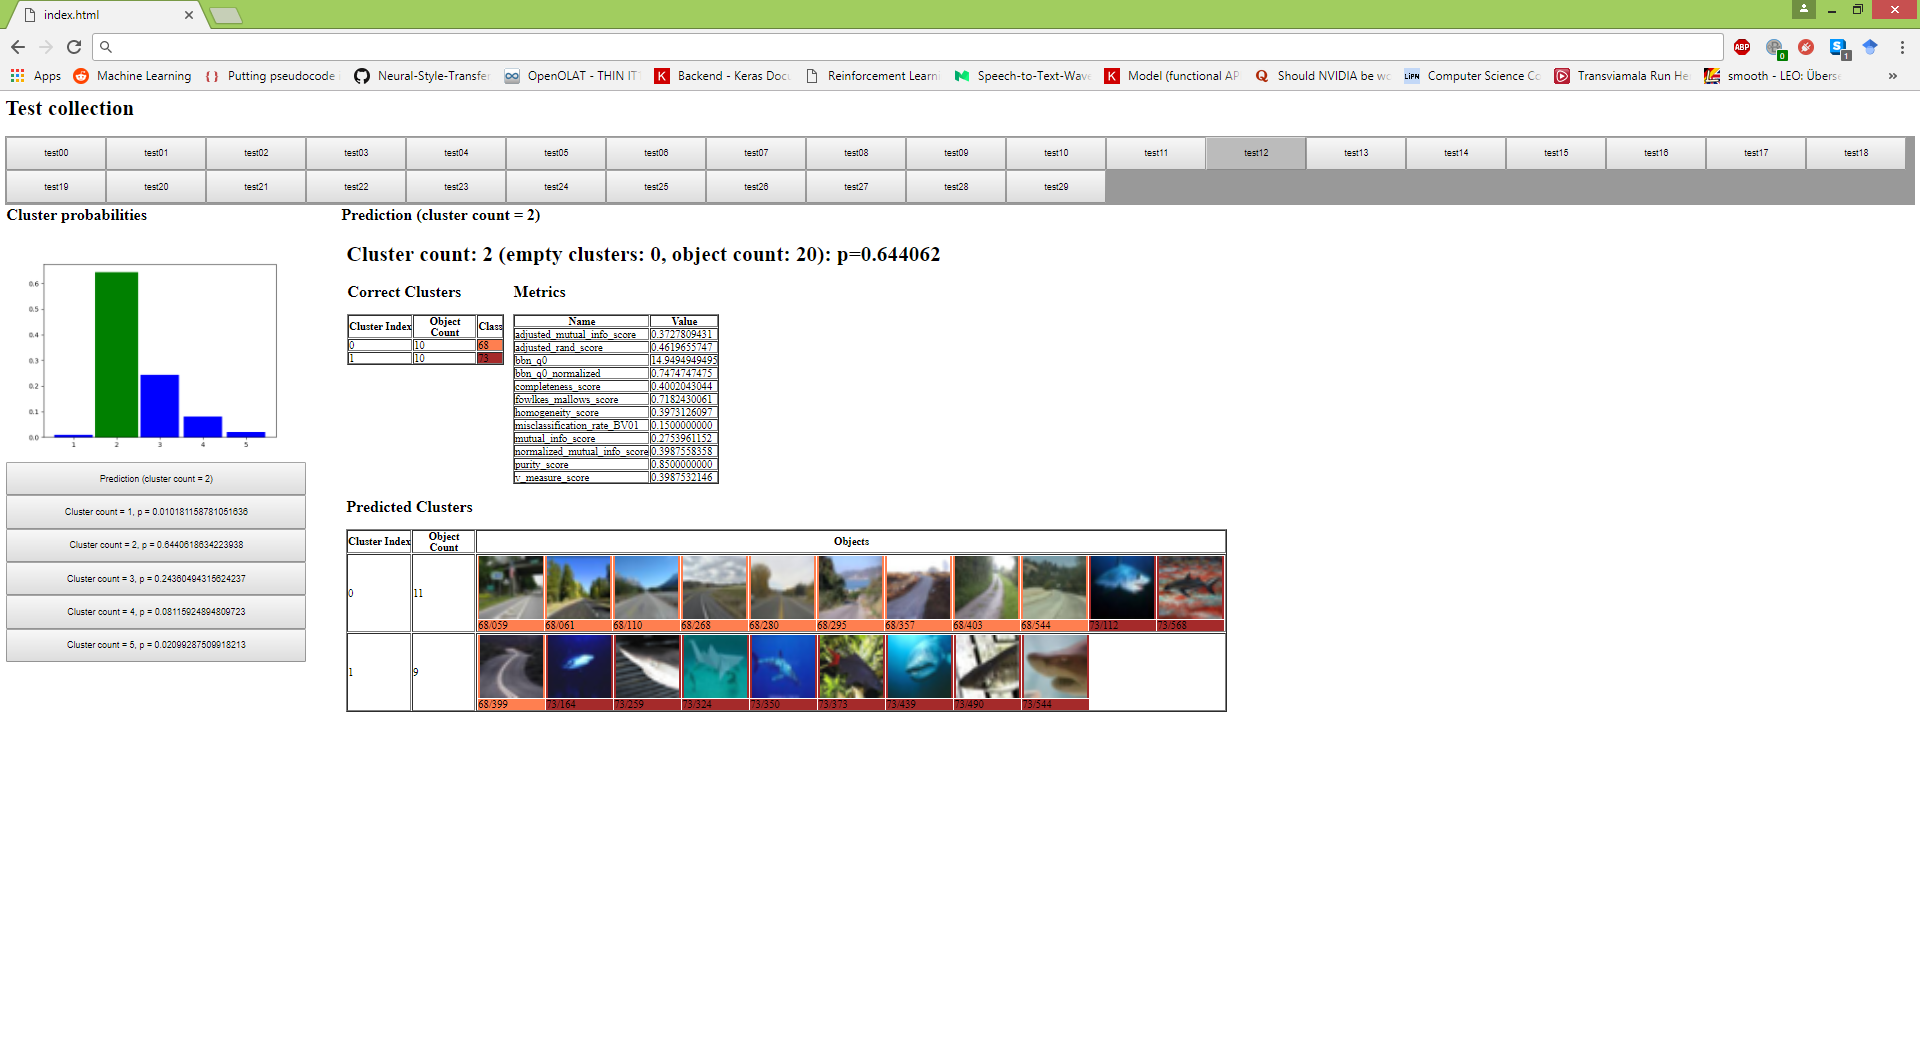 index.html
Apps Machine Learning Putting pseudocode Neural-Style-Transfer OpenOLAT - THIN IT Backend - Keras Docu Reinforcement Learni Speech-to-Text-Wave Model (functional AP Should NVIDIA be wo Computer Science Co Transviamala Run He smooth - LEO: Übers »
Test collection
test00 test01 test02 test03 test04 test05 test06 test07 test08 test09 test10 test11 test12 test13 test14 test15 test16 test17 test18
test19 test20 test21 test22 test23 test24 test25 test26 test27 test28 test29
Cluster probabilities
0.6
0.5
0.4
0.3
0.2
0.1
0.0
1 2 3 4 5
Prediction (cluster count = 2)
Cluster count = 1, p = 0.010181158781051636
Cluster count = 2, p = 0.6440618634223938
Cluster count = 3, p = 0.24360494315624237
Cluster count = 4, p = 0.08115924894809723
Cluster count = 5, p = 0.02099287509918213
Prediction (cluster count = 2)
Cluster count: 2 (empty clusters: 0, object count: 20): p=0.644062
Correct Clusters
Cluster Index Object Count Class
0 10 68
1 10 73
Metrics
Name Value
adjusted_mutual_info_score 0.3727809431
adjusted_rand_score 0.4619655747
bbn_q0 14.9494949495
bbn_q0_normalized 0.7474747475
completeness_score 0.4002043044
fowlkes_mallows_score 0.7182430061
homogeneity_score 0.3973126097
misclassification_rate_BV01 0.1500000000
mutual_info_score 0.2753961152
normalized_mutual_info_score 0.3987558358
purity_score 0.8500000000
v_measure_score 0.3987532146
Predicted Clusters
Cluster Index Object Count Objects
0 11
68/059 68/061 68/110 68/268 68/280 68/295 68/357 68/403 68/544 73/112 73/568
1 9
68/399 73/164 73/259 73/324 73/350 73/373 73/439 73/490 73/544